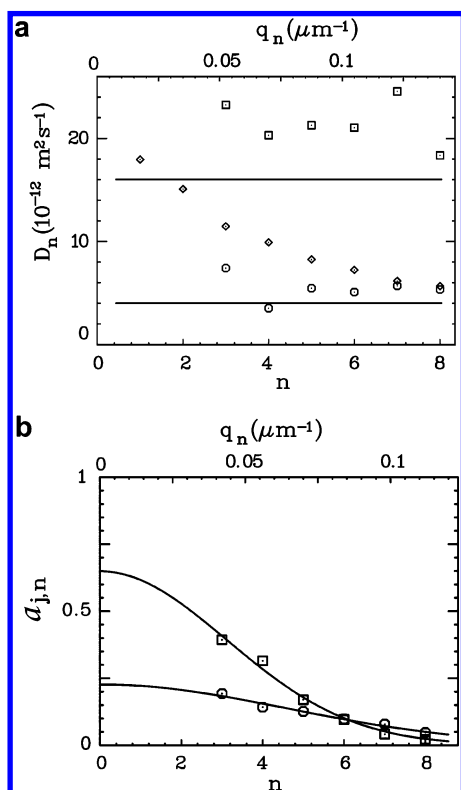 a
q_n(μm⁻¹)
0 0.05 0.1
D_n(10⁻¹² m²s⁻¹)
20
10
0
0 2 4 6 8
n
b
q_n(μm⁻¹)
0 0.05 0.1
a_j,n
1
0.5
0
0 2 4 6 8
n